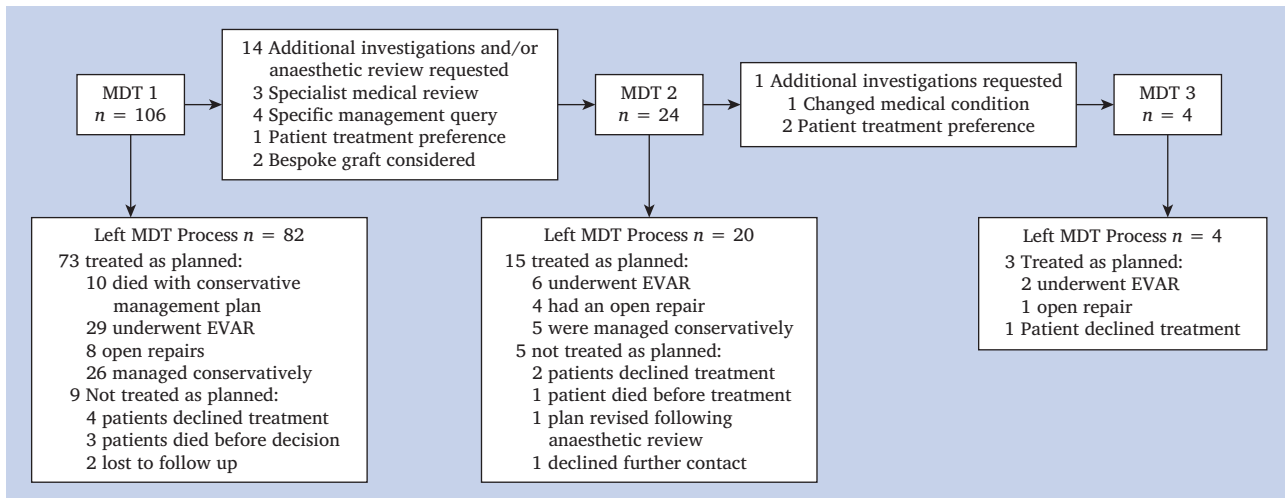 MDT 1
n = 106
14 Additional investigations and/or
anaesthetic review requested
3 Specialist medical review
4 Specific management query
1 Patient treatment preference
2 Bespoke graft considered
MDT 2
n = 24
1 Additional investigations requested
1 Changed medical condition
2 Patient treatment preference
MDT 3
n = 4
Left MDT Process n = 82
73 treated as planned:
10 died with conservative
management plan
29 underwent EVAR
8 open repairs
26 managed conservatively
9 Not treated as planned:
4 patients declined treatment
3 patients died before decision
2 lost to follow up
Left MDT Process n = 20
15 treated as planned:
6 underwent EVAR
4 had an open repair
5 were managed conservatively
5 not treated as planned:
2 patients declined treatment
1 patient died before treatment
1 plan revised following
anaesthetic review
1 declined further contact
Left MDT Process n = 4
3 Treated as planned:
2 underwent EVAR
1 open repair
1 Patient declined treatment